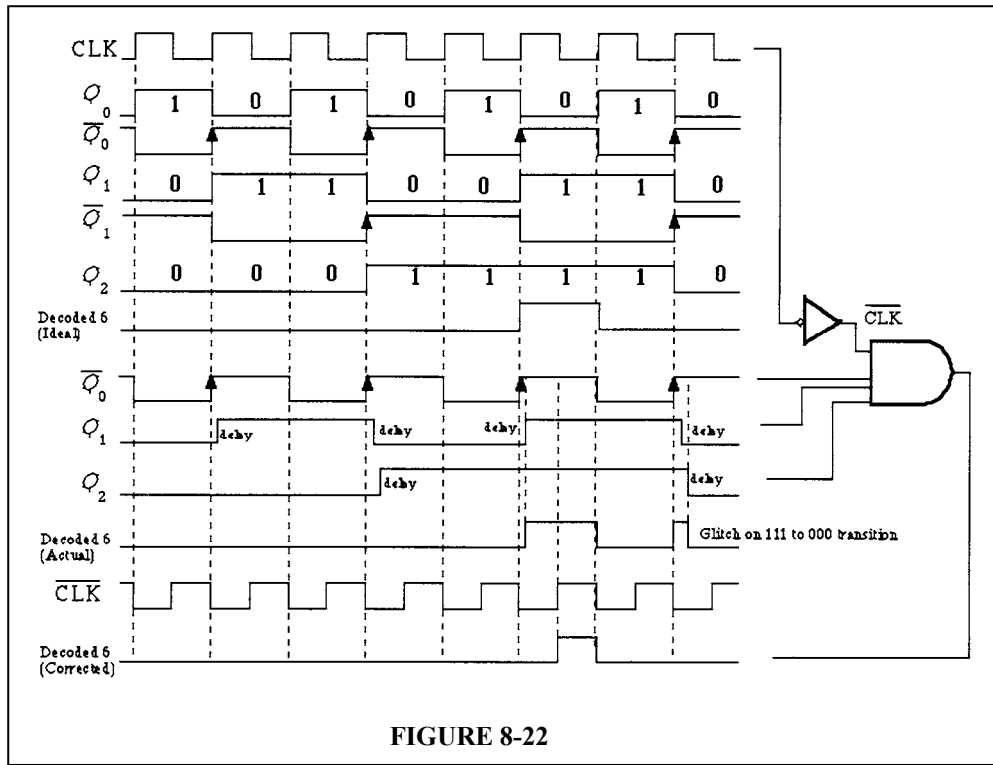 CLK
Q0
1 0 1 0 1 0 1 0
Q̅0
Q1
0 1 1 0 0 1 1 0
Q̅1
Q2
0 0 0 1 1 1 1 0
Decoded 6
(Ideal)
C̅L̅K̅
Q̅0
Q1
delay delay delay delay
Q2
delay delay
Decoded 6
(Actual)
Glitch on 111 to 000 transition
C̅L̅K̅
Decoded 6
(Corrected)
FIGURE 8-22